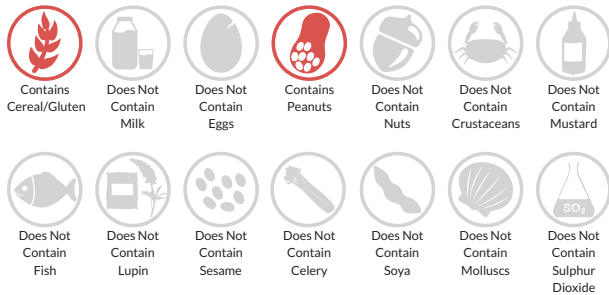 Contains
Cereal/Gluten
Does Not
Contain
Milk
Does Not
Contain
Eggs
Contains
Peanuts
Does Not
Contain
Nuts
Does Not
Contain
Crustaceans
Does Not
Contain
Mustard
SO2
Does Not
Contain
Fish
Does Not
Contain
Lupin
Does Not
Contain
Sesame
Does Not
Contain
Celery
Does Not
Contain
Soya
Does Not
Contain
Molluscs
Does Not
Contain
Sulphur
Dioxide